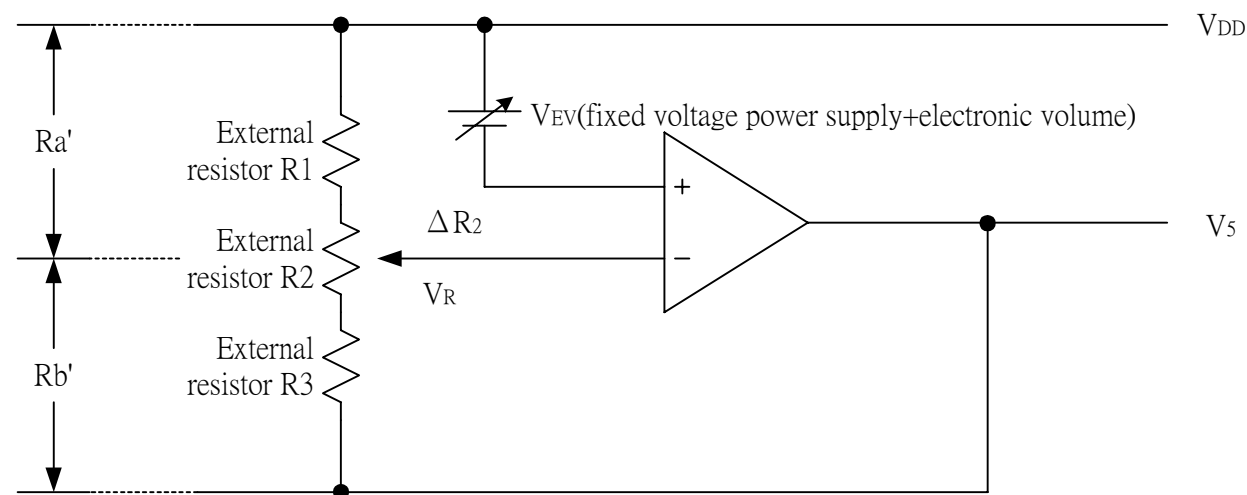 VDD
VEV(fixed voltage power supply+electronic volume)
Ra'
External
resistor R1
+
ΔR2
V5
External
resistor R2
−
VR
External
resistor R3
Rb'